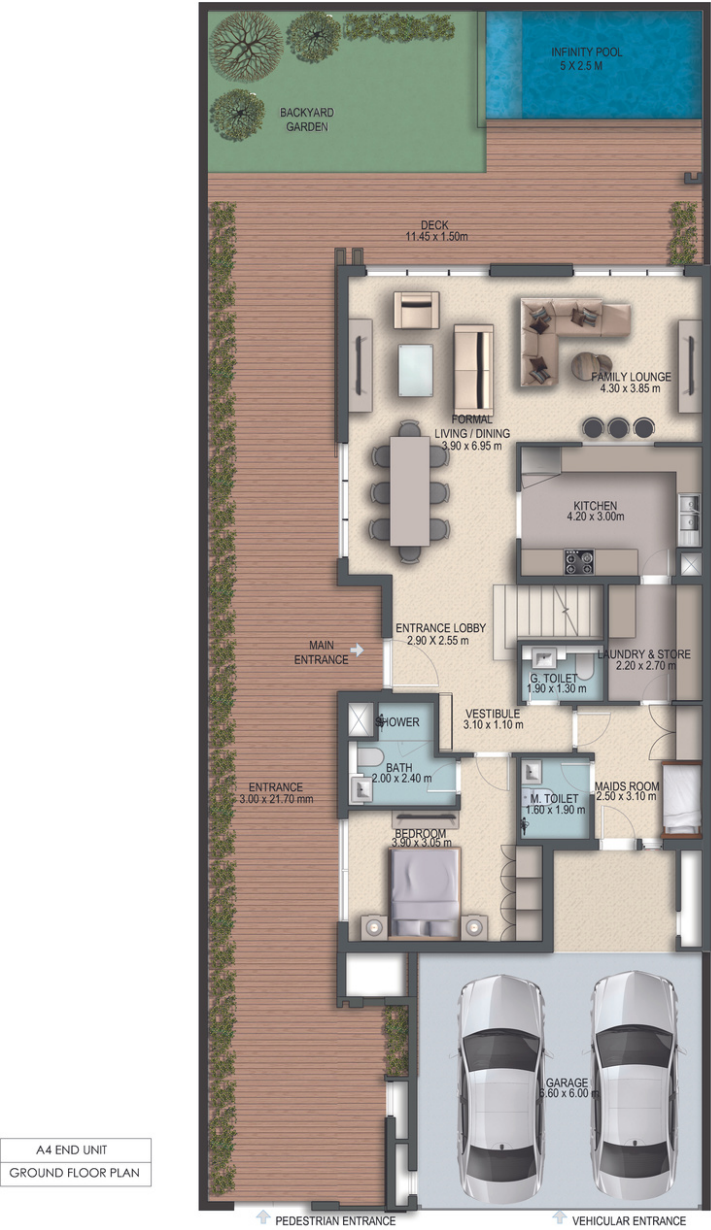 INFINITY POOL
5 X 2.5 M
BACKYARD
GARDEN
DECK
11.45 x 1.50m
FAMILY LOUNGE
4.30 x 3.85 m
FORMAL
LIVING / DINING
3.90 x 6.95 m
KITCHEN
4.20 x 3.00m
ENTRANCE LOBBY
2.90 X 2.55 m
MAIN
ENTRANCE
LAUNDRY & STORE
2.20 x 2.70 m
G. TOILET
1.90 x 1.30 m
VESTIBULE
3.10 x 1.10 m
SHOWER
BATH
2.00 x 2.40 m
ENTRANCE
3.00 x 21.70 mm
MAIDS ROOM
2.50 x 3.10 m
M. TOILET
1.60 x 1.90 m
BEDROOM
3.90 x 3.05 m
GARAGE
6.60 x 6.00 m
A4 END UNIT
GROUND FLOOR PLAN
PEDESTRIAN ENTRANCE
VEHICULAR ENTRANCE